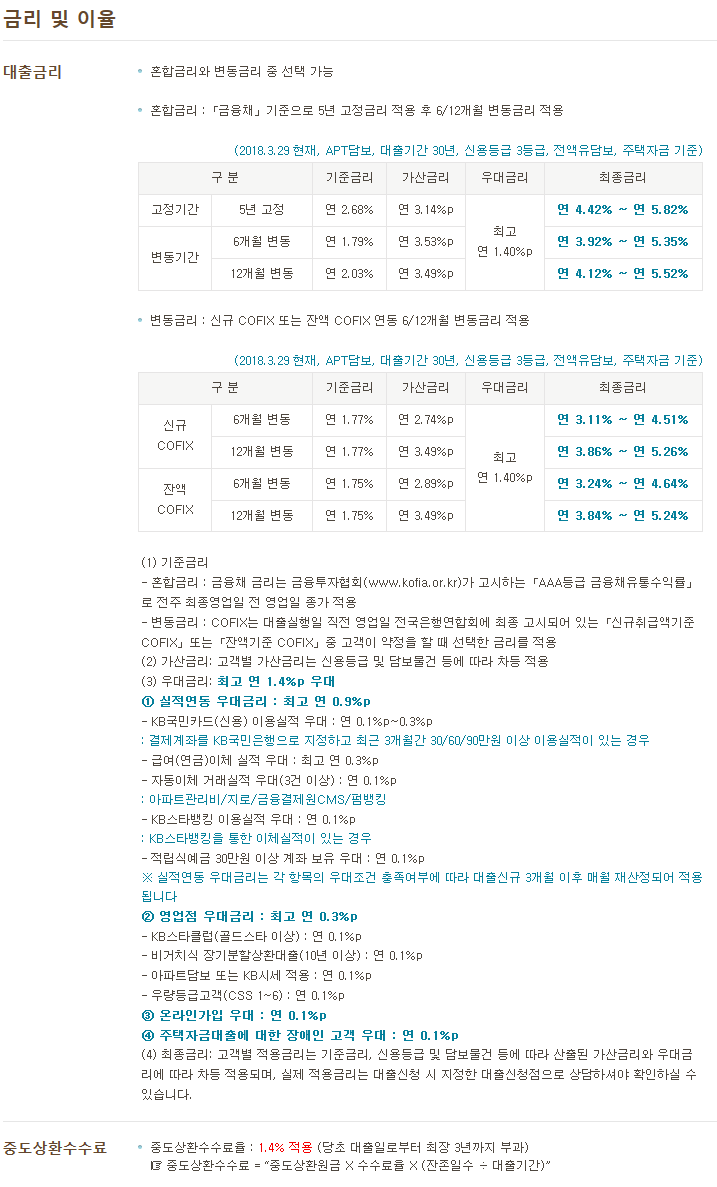 금리 및 이율
대출금리
혼합금리와 변동금리 중 선택 가능
혼합금리 : 「금융채」 기준으로 5년 고정금리 적용 후 6/12개월 변동금리 적용
(2018.3.29 현재, APT담보, 대출기간 30년, 신용등급 3등급, 전액유담보, 주택자금 기준)
구 분 기준금리 가산금리 우대금리 최종금리
고정기간 5년 고정 연 2.68% 연 3.14%p 연 4.42% ~ 연 5.82%
변동기간 6개월 변동 연 1.79% 연 3.53%p 최고 연 1.40%p 연 3.92% ~ 연 5.35%
12개월 변동 연 2.03% 연 3.49%p 연 4.12% ~ 연 5.52%
변동금리 : 신규 COFIX 또는 잔액 COFIX 연동 6/12개월 변동금리 적용
(2018.3.29 현재, APT담보, 대출기간 30년, 신용등급 3등급, 전액유담보, 주택자금 기준)
구 분 기준금리 가산금리 우대금리 최종금리
신규 COFIX 6개월 변동 연 1.77% 연 2.74%p 연 3.11% ~ 연 4.51%
12개월 변동 연 1.77% 연 3.49%p 최고 연 1.40%p 연 3.86% ~ 연 5.26%
잔액 COFIX 6개월 변동 연 1.75% 연 2.89%p 연 3.24% ~ 연 4.64%
12개월 변동 연 1.75% 연 3.49%p 연 3.84% ~ 연 5.24%
(1) 기준금리
- 혼합금리 : 금융채 금리는 금융투자협회(www.kofia.or.kr)가 고시하는 「AAA등급 금융채유통수익률」
로 전주 최종영업일 전 영업일 종가 적용
- 변동금리 : COFIX는 대출실행일 직전 영업일 전국은행연합회에 최종 고시되어 있는 「신규취급액기준
COFIX」 또는 「잔액기준 COFIX」 중 고객이 약정을 할 때 선택한 금리를 적용
(2) 가산금리: 고객별 가산금리는 신용등급 및 담보물건 등에 따라 차등 적용
(3) 우대금리: 최고 연 1.4%p 우대
① 실적연동 우대금리 : 최고 연 0.9%p
- KB국민카드(신용) 이용실적 우대 : 연 0.1%p~0.3%p
: 결제계좌를 KB국민은행으로 지정하고 최근 3개월간 30/60/90만원 이상 이용실적이 있는 경우
- 급여(연금)이체 실적 우대 : 최고 연 0.3%p
- 자동이체 거래실적 우대(3건 이상) : 연 0.1%p
: 아파트관리비/지로/금융결제원CMS/펌뱅킹
- KB스타뱅킹 이용실적 우대 : 연 0.1%p
: KB스타뱅킹을 통한 이체실적이 있는 경우
- 적립식예금 30만원 이상 계좌 보유 우대 : 연 0.1%p
※ 실적연동 우대금리는 각 항목의 우대조건 충족여부에 따라 대출신규 3개월 이후 매월 재산정되어 적용
됩니다
② 영업점 우대금리 : 최고 연 0.3%p
- KB스타클럽(골드스타 이상) : 연 0.1%p
- 비거치식 장기분할상환대출(10년 이상) : 연 0.1%p
- 아파트담보 또는 KB시세 적용 : 연 0.1%p
- 우량등급고객(CSS 1~6) : 연 0.1%p
③ 온라인가입 우대 : 연 0.1%p
④ 주택자금대출에 대한 장애인 고객 우대 : 연 0.1%p
(4) 최종금리: 고객별 적용금리는 기준금리, 신용등급 및 담보물건 등에 따라 산출된 가산금리와 우대금
리에 따라 차등 적용되며, 실제 적용금리는 대출신청 시 지정한 대출신청점으로 상담하셔야 확인하실 수
있습니다.
중도상환수수료
중도상환수수료율 : 1.4% 적용 (당초 대출일로부터 최장 3년까지 부과)
☞ 중도상환수수료 = “중도상환원금 X 수수료율 X (잔존일수 ÷ 대출기간)”